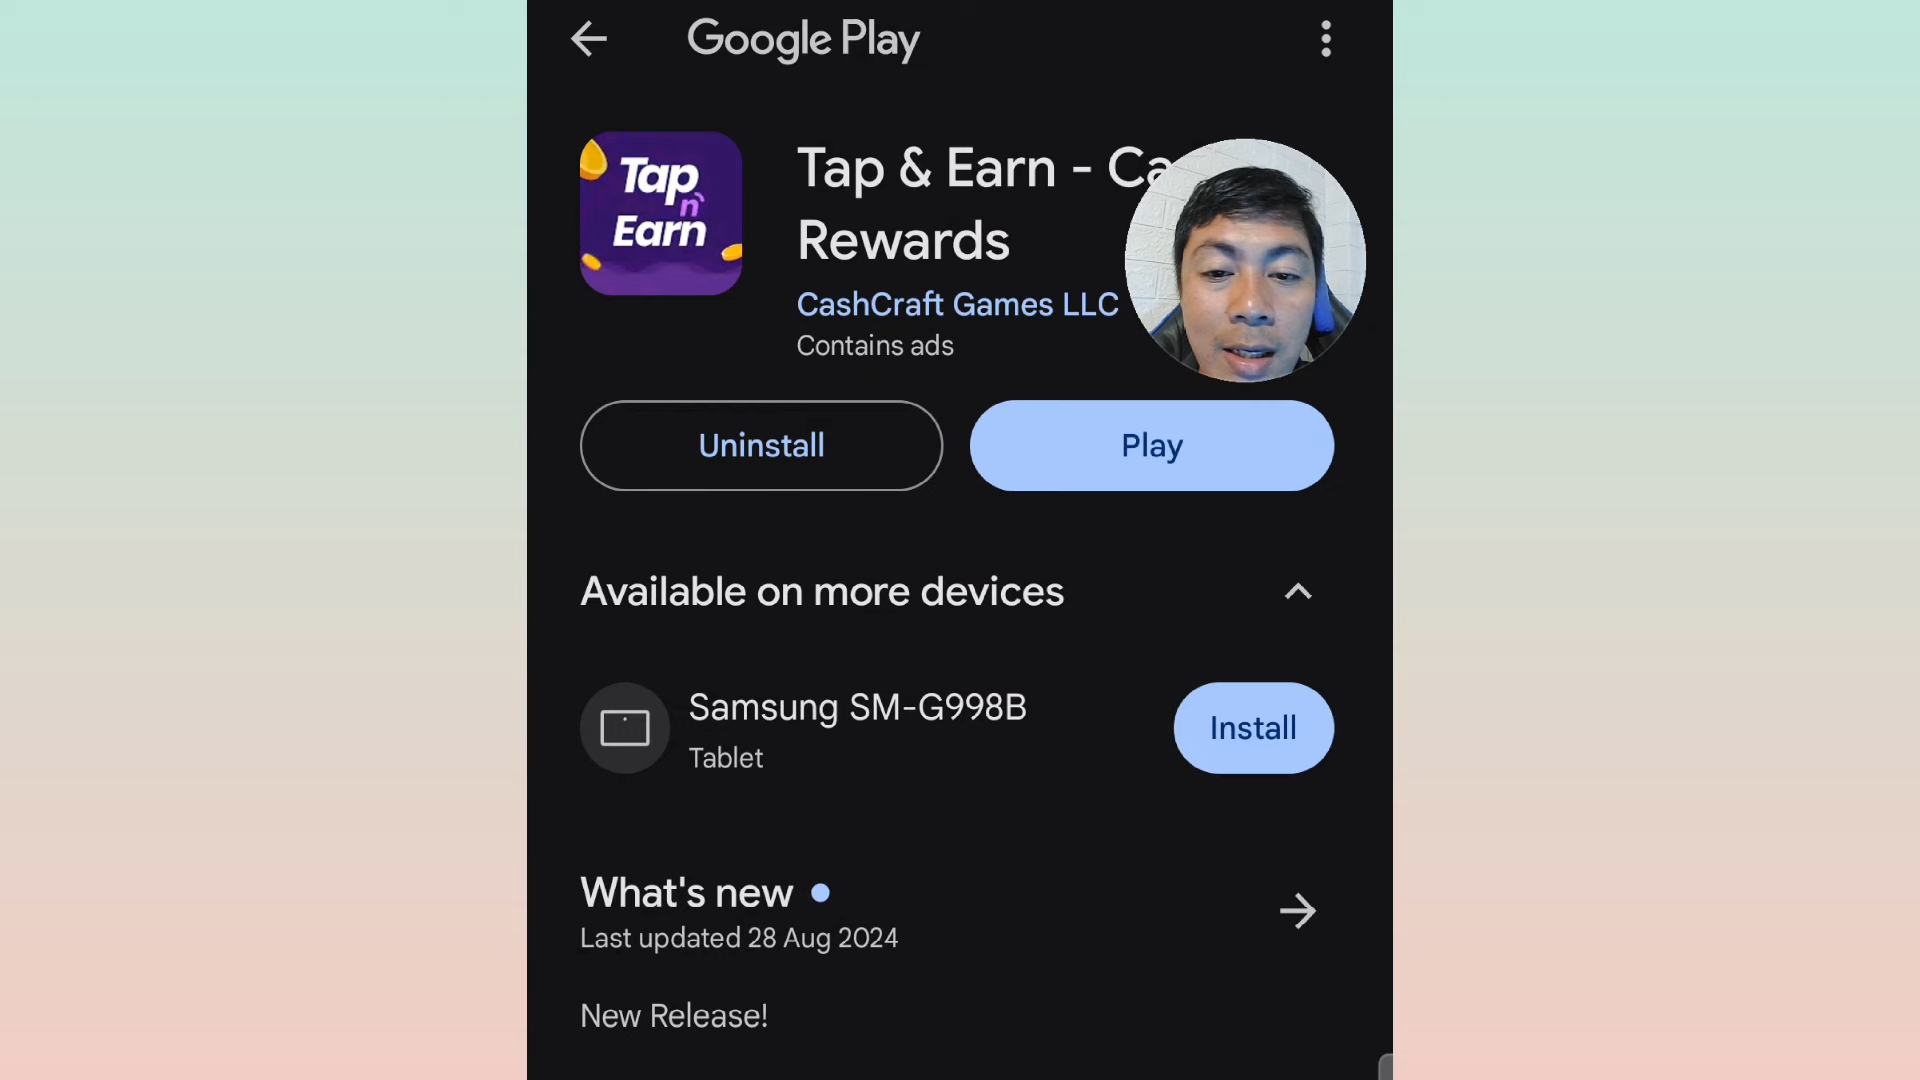 Google Play
Tap
n
Earn
Tap & Earn - Ca
Rewards
CashCraft Games LLC
Contains ads
Uninstall
Play
Available on more devices
Samsung SM-G998B
Tablet
Install
What's new
Last updated 28 Aug 2024
New Release!